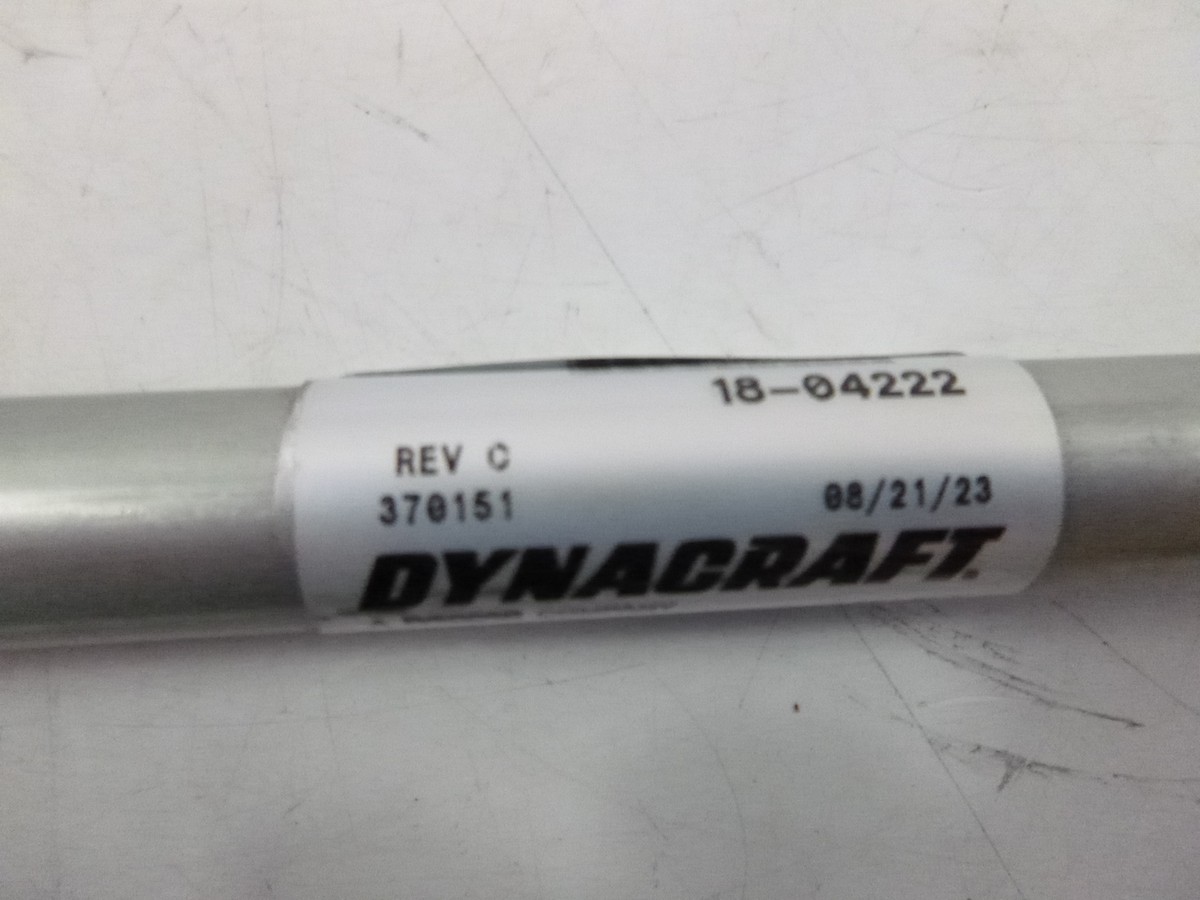 18-04222
REV C
370151 08/21/23
DYNACRAFT.